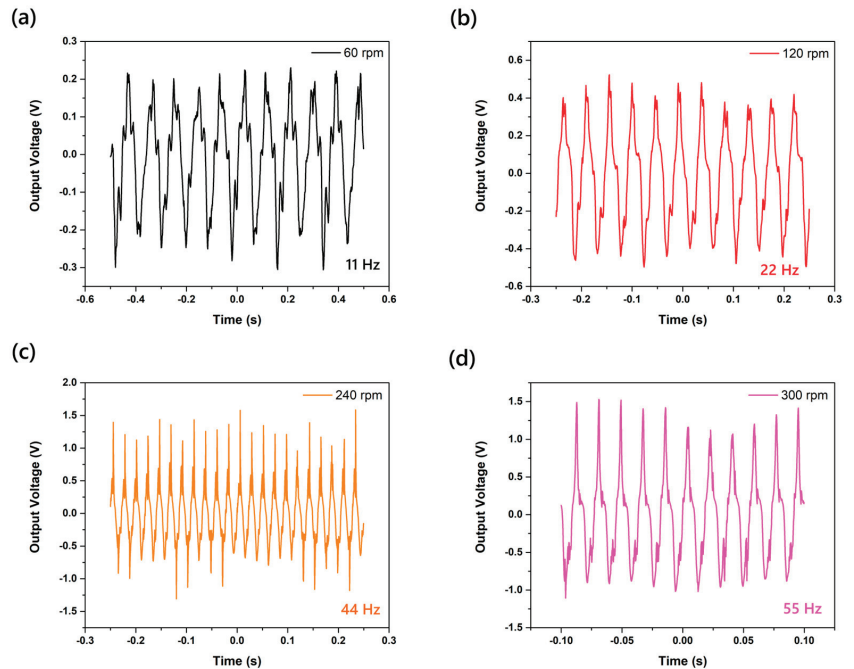 (a)
60 rpm
Output Voltage (V)
0.3
0.2
0.1
0.0
-0.1
-0.2
-0.3
11 Hz
-0.6 -0.4 -0.2 0.0 0.2 0.4 0.6
Time (s)
(b)
120 rpm
Output Voltage (V)
0.6
0.4
0.2
0.0
-0.2
-0.4
-0.6
22 Hz
-0.3 -0.2 -0.1 0.0 0.1 0.2 0.3
Time (s)
(c)
240 rpm
Output Voltage (V)
2.0
1.5
1.0
0.5
0.0
-0.5
-1.0
-1.5
44 Hz
-0.3 -0.2 -0.1 0.0 0.1 0.2 0.3
Time (s)
(d)
300 rpm
Output Voltage (V)
1.5
1.0
0.5
0.0
-0.5
-1.0
-1.5
55 Hz
-0.10 -0.05 0.00 0.05 0.10
Time (s)